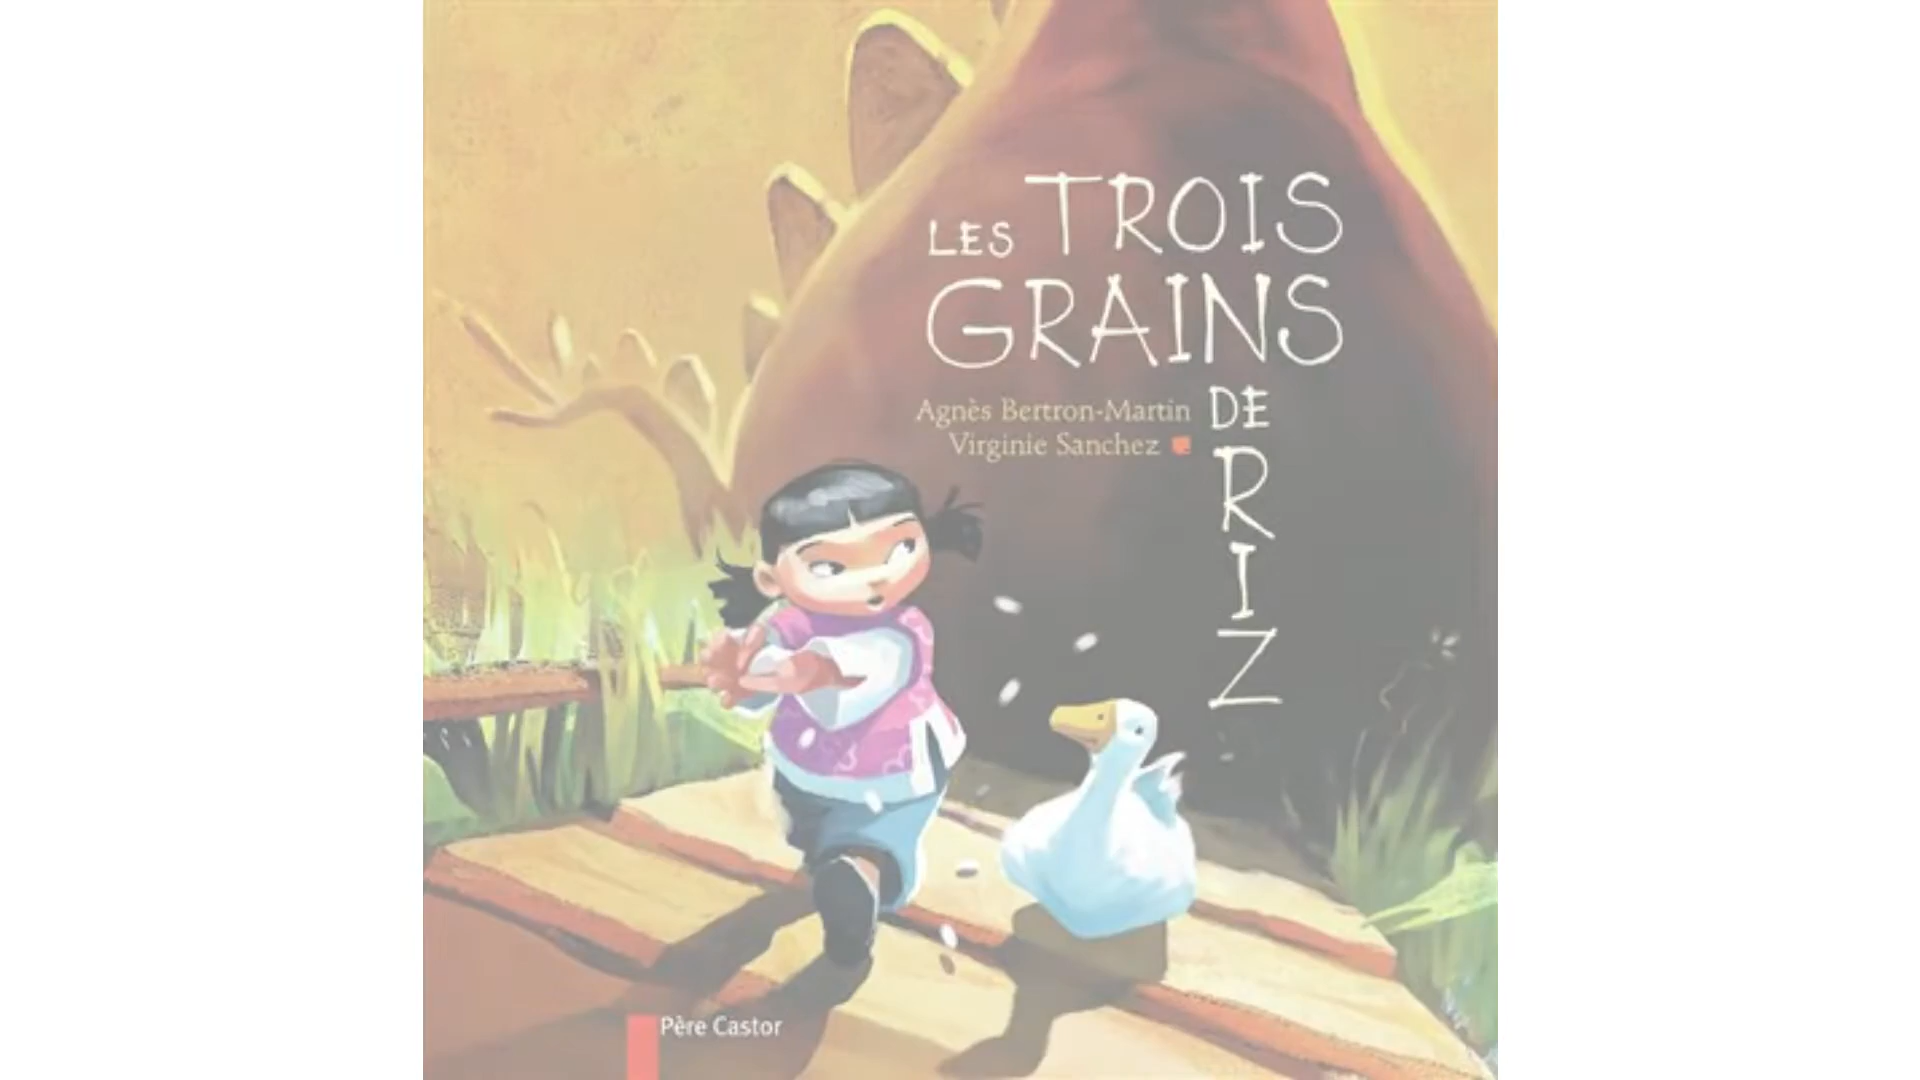 LES TROIS
GRAINS
DE
RIZ
Agnès Bertron-Martin
Virginie Sanchez
Père Castor